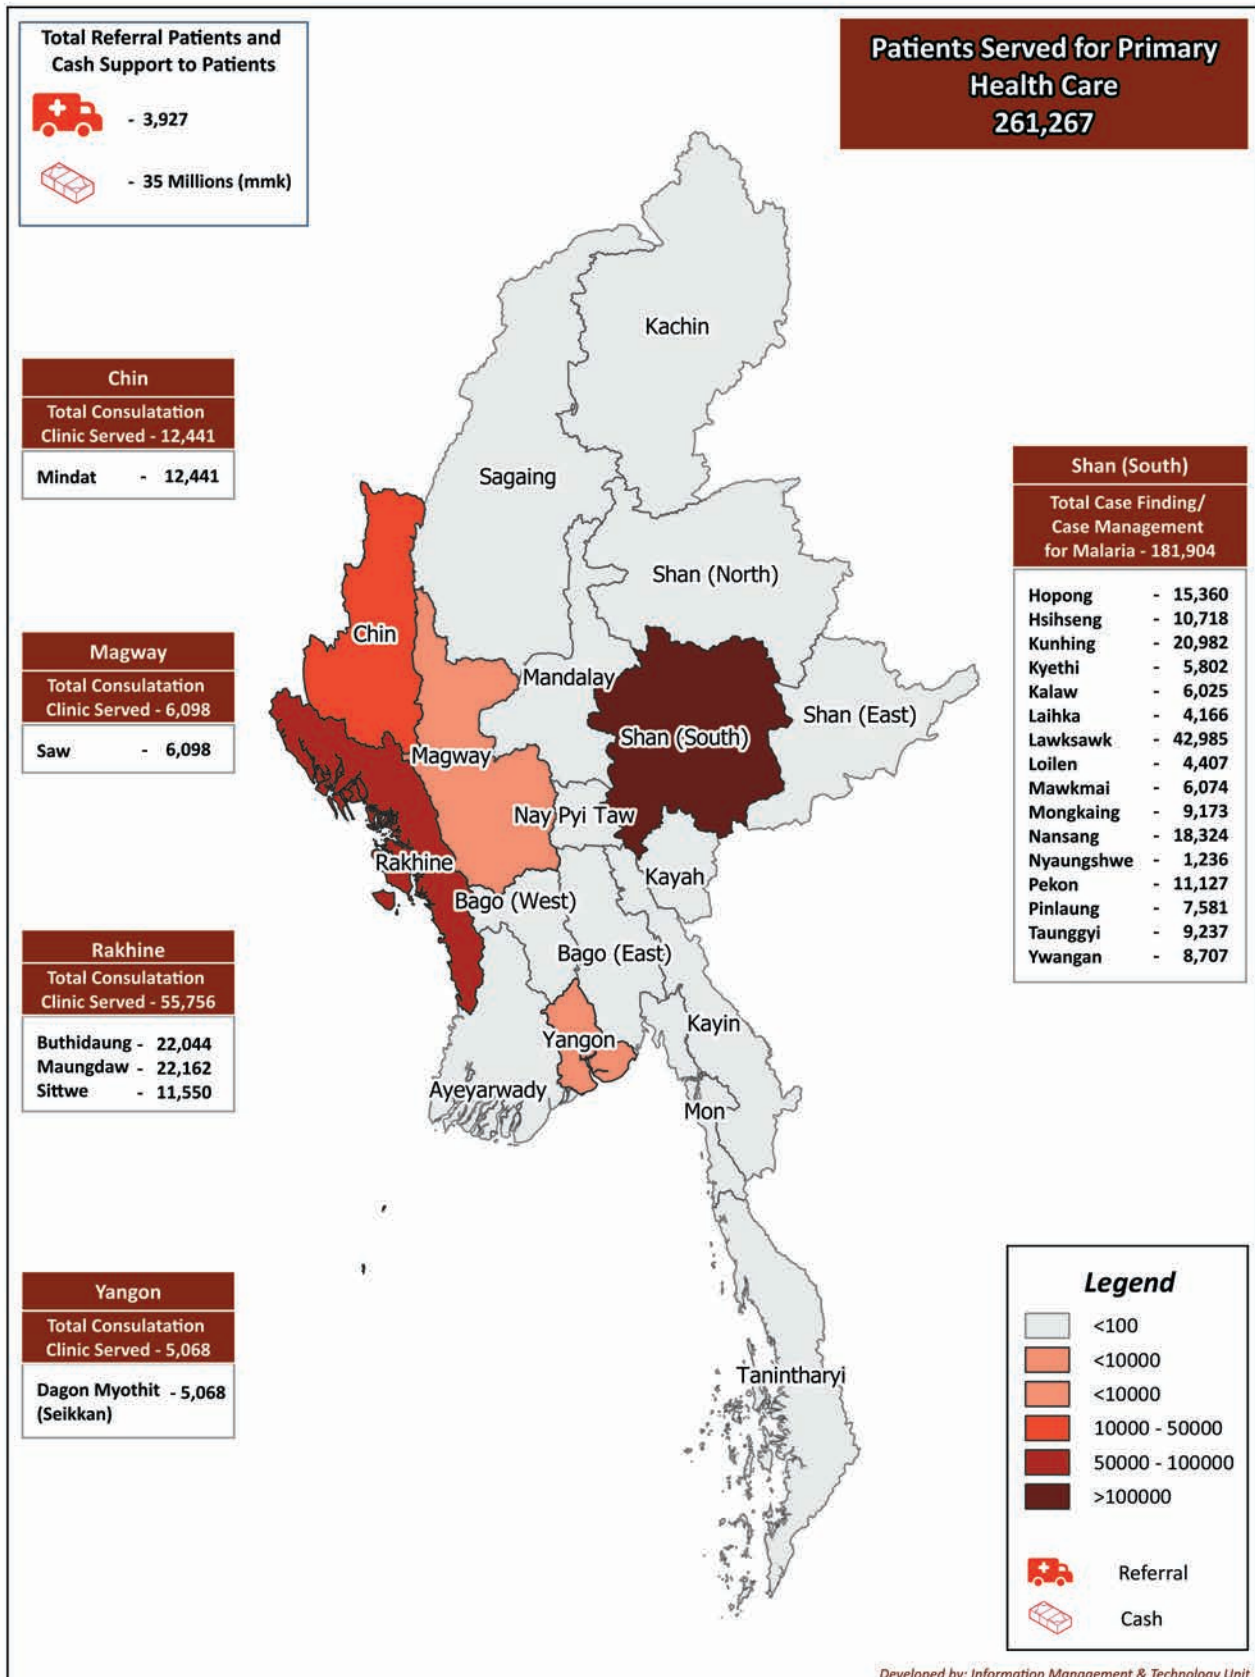 Total Referral Patients and
Cash Support to Patients
- 3,927
- 35 Millions (mmk)
Patients Served for Primary
Health Care
261,267
Chin
Total Consulatation
Clinic Served - 12,441
Mindat - 12,441
Magway
Total Consulatation
Clinic Served - 6,098
Saw - 6,098
Rakhine
Total Consulatation
Clinic Served - 55,756
Buthidaung - 22,044
Maungdaw - 22,162
Sittwe - 11,550
Yangon
Total Consulatation
Clinic Served - 5,068
Dagon Myothit - 5,068
(Seikkan)
Kachin
Sagaing
Shan (North)
Chin
Mandalay
Shan (East)
Shan (South)
Magway
Nay Pyi Taw
Rakhine
Kayah
Bago (West)
Bago (East)
Kayin
Yangon
Ayeyarwady
Mon
Tanintharyi
Shan (South)
Total Case Finding/
Case Management
for Malaria - 181,904
Hopong - 15,360
Hsihseng - 10,718
Kunhing - 20,982
Kyethi - 5,802
Kalaw - 6,025
Laihka - 4,166
Lawksawk - 42,985
Loilen - 4,407
Mawkmai - 6,074
Mongkaing - 9,173
Nansang - 18,324
Nyaungshwe - 1,236
Pekon - 11,127
Pinlaung - 7,581
Taunggyi - 9,237
Ywangan - 8,707
Legend
<100
<10000
<10000
10000 - 50000
50000 - 100000
>100000
Referral
Cash
Developed by: Information Management & Technology Unit